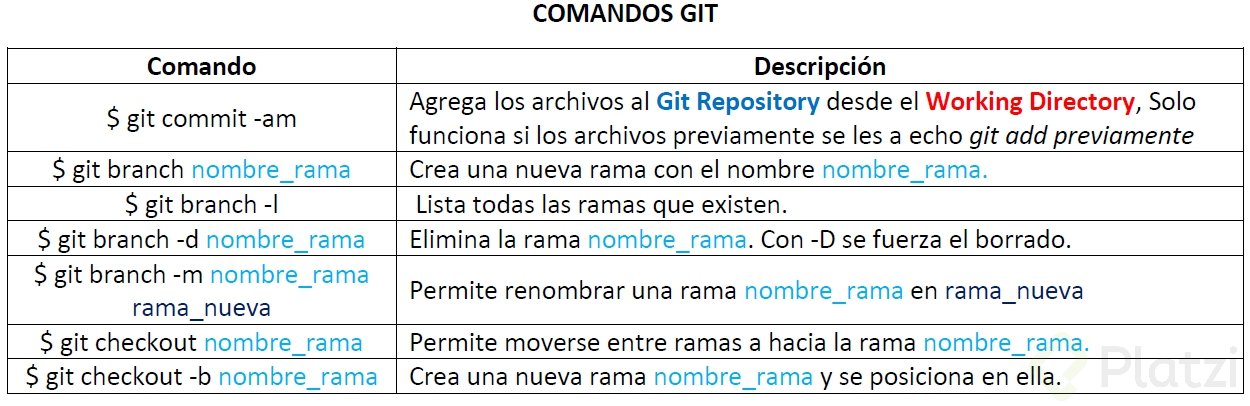 COMANDOS GIT
Comando Descripción
$ git commit -am
Agrega los archivos al Git Repository desde el Working Directory, Solo
funciona si los archivos previamente se les a echo git add previamente
$ git branch nombre_rama Crea una nueva rama con el nombre nombre_rama.
$ git branch -l Lista todas las ramas que existen.
$ git branch -d nombre_rama Elimina la rama nombre_rama. Con -D se fuerza el borrado.
$ git branch -m nombre_rama
rama_nueva
Permite renombrar una rama nombre_rama en rama_nueva
$ git checkout nombre_rama Permite moverse entre ramas a hacia la rama nombre_rama.
$ git checkout -b nombre_rama Crea una nueva rama nombre_rama y se posiciona en ella.
Platzi